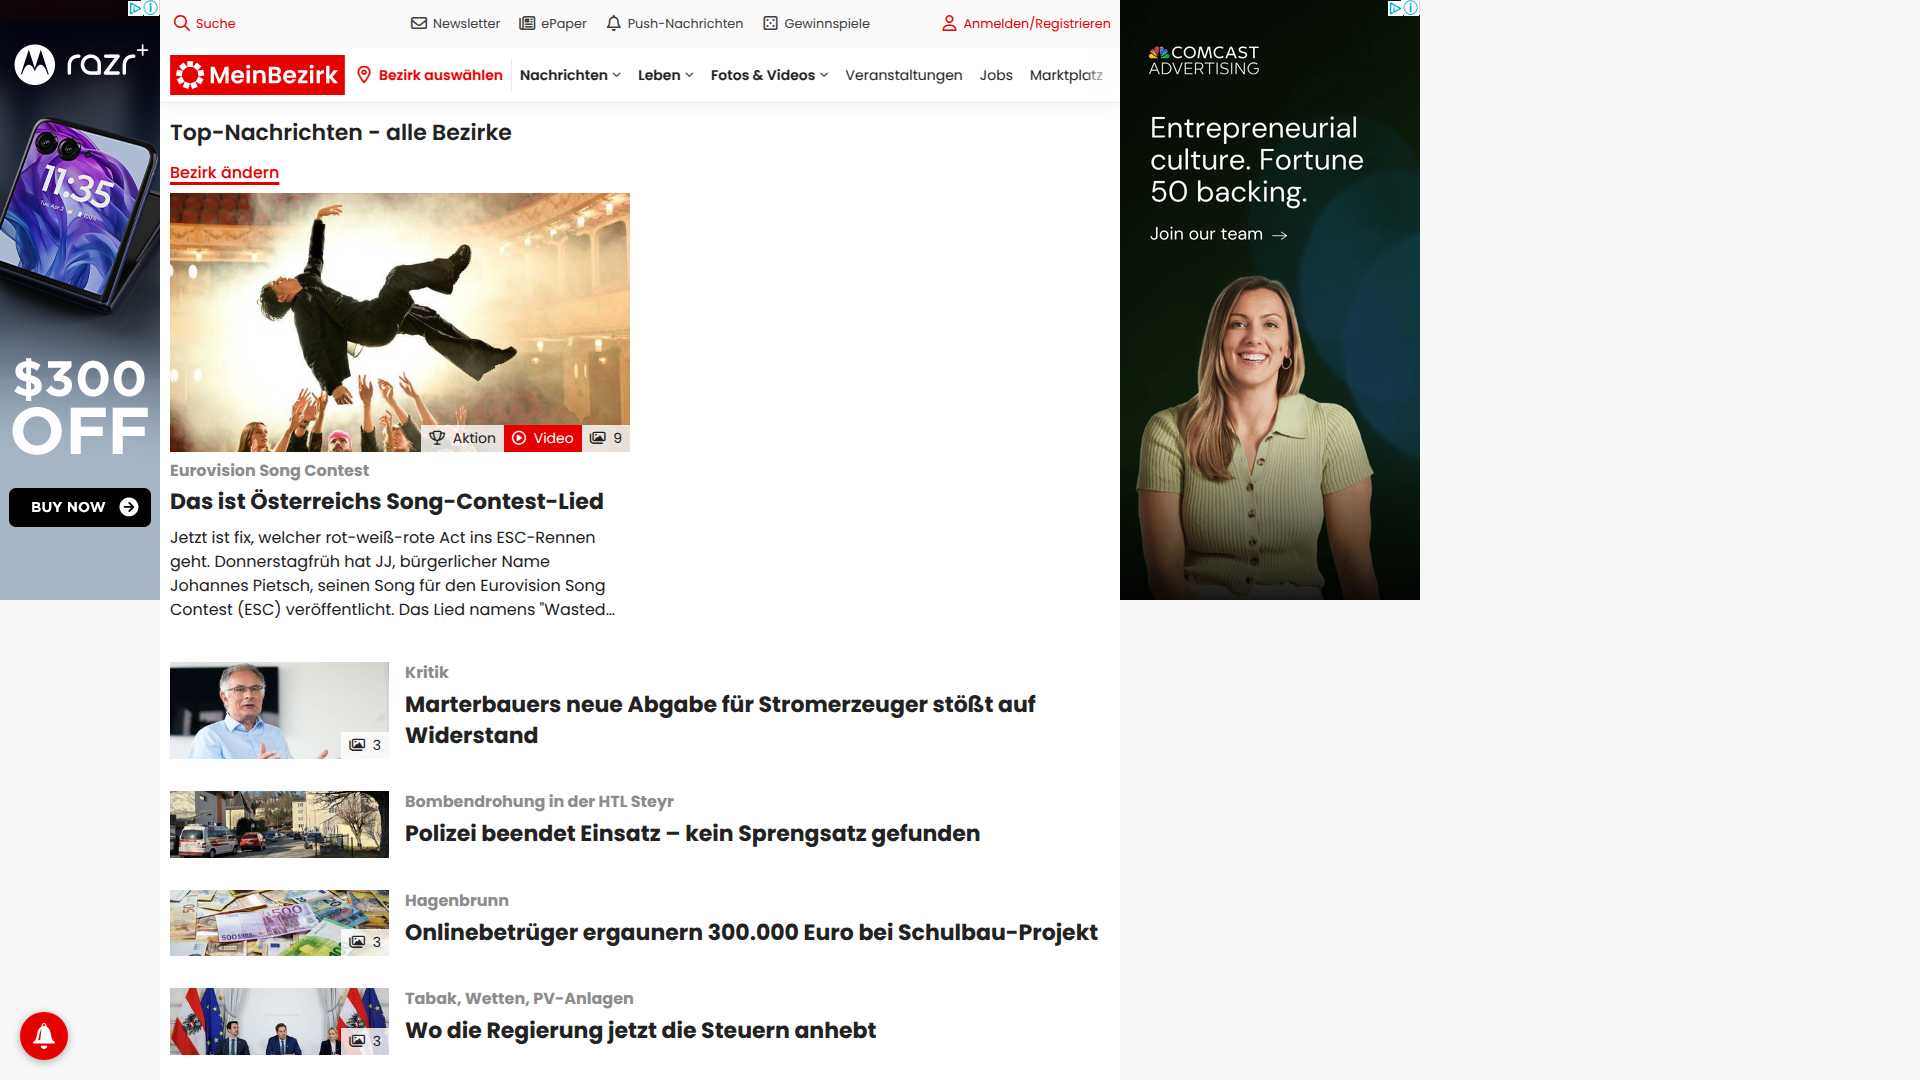 Suche
Newsletter
ePaper
Push-Nachrichten
Gewinnspiele
Anmelden/Registrieren
MeinBezirk
Bezirk auswählen
Nachrichten
Leben
Fotos & Videos
Veranstaltungen
Jobs
Marktplatz
Top-Nachrichten - alle Bezirke
Bezirk ändern
Aktion
Video
9
Eurovision Song Contest
Das ist Österreichs Song-Contest-Lied
Jetzt ist fix, welcher rot-weiß-rote Act ins ESC-Rennen
geht. Donnerstagfrüh hat JJ, bürgerlicher Name
Johannes Pietsch, seinen Song für den Eurovision Song
Contest (ESC) veröffentlicht. Das Lied namens "Wasted…
3
Kritik
Marterbauers neue Abgabe für Stromerzeuger stößt auf
Widerstand
Bombendrohung in der HTL Steyr
Polizei beendet Einsatz – kein Sprengsatz gefunden
3
Hagenbrunn
Onlinebetrüger ergaunern 300.000 Euro bei Schulbau-Projekt
3
Tabak, Wetten, PV-Anlagen
Wo die Regierung jetzt die Steuern anhebt
razr+
11:35
$300
OFF
BUY NOW
COMCAST
ADVERTISING
Entrepreneurial
culture. Fortune
50 backing.
Join our team →